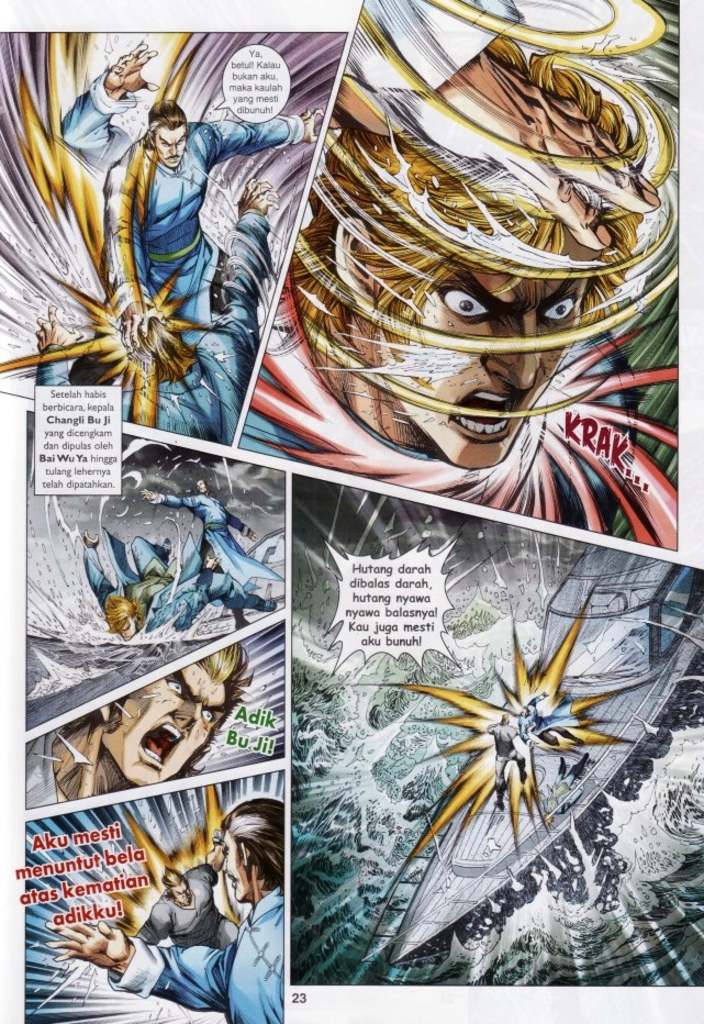 Ya,
betul! Kalau
bukan aku,
maka kaulah
yang mesti
dibunuh!
KRAK....
Setelah habis
berbicara, kepala
Changli Bu Ji
yang dicengkam
dan dipulas oleh
Bai Wu Ya hingga
tulang lehernya
telah dipatahkan.
Adik
Bu Ji!
Aku mesti
menuntut bela
atas kematian
adikku!
Hutang darah
dibalas darah,
hutang nyawa
nyawa balasnya!
Kau juga mesti
aku bunuh!
23